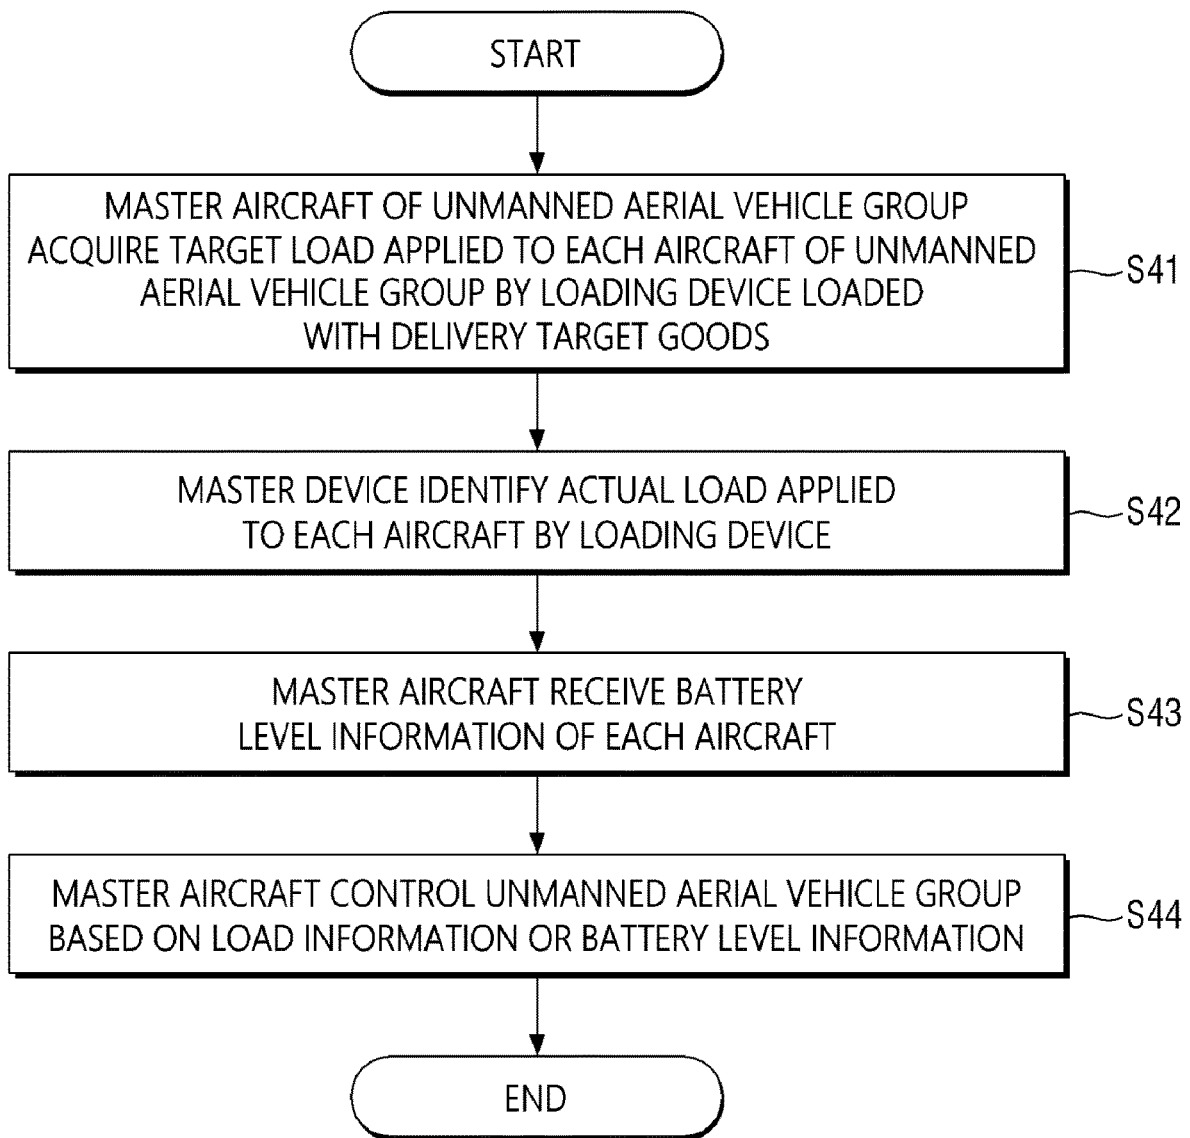 START
MASTER AIRCRAFT OF UNMANNED AERIAL VEHICLE GROUP
ACQUIRE TARGET LOAD APPLIED TO EACH AIRCRAFT OF UNMANNED
AERIAL VEHICLE GROUP BY LOADING DEVICE LOADED
WITH DELIVERY TARGET GOODS
S41
MASTER DEVICE IDENTIFY ACTUAL LOAD APPLIED
TO EACH AIRCRAFT BY LOADING DEVICE
S42
MASTER AIRCRAFT RECEIVE BATTERY
LEVEL INFORMATION OF EACH AIRCRAFT
S43
MASTER AIRCRAFT CONTROL UNMANNED AERIAL VEHICLE GROUP
BASED ON LOAD INFORMATION OR BATTERY LEVEL INFORMATION
S44
END